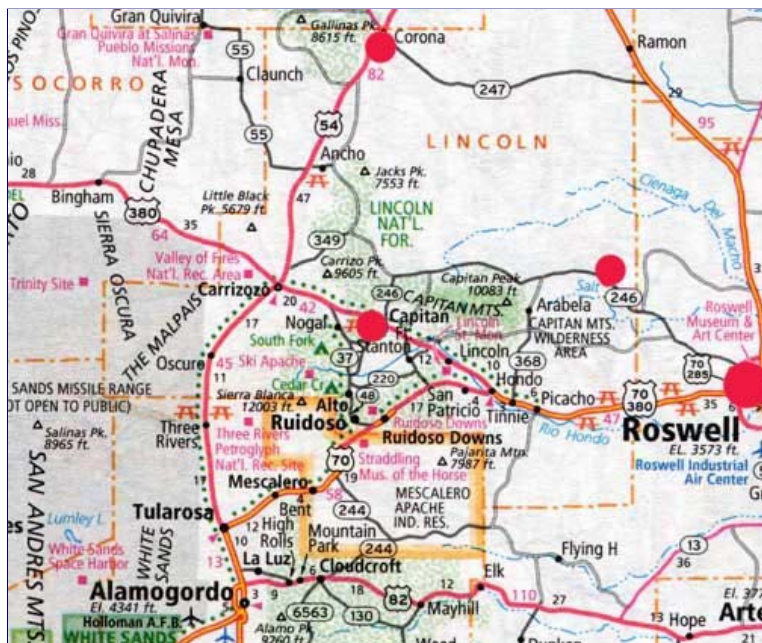 Gran Quivira
Gran Quivira at Salinas
Pueblo Missions
Nat'l. Mon.
Gallinas Pk.
8615 ft.
Corona
Ramon
82
55
SOCORRO
Claunch
247
29
95
CHUPADERA
MESA
54
LINCOLN
55
Ancho
Jacks Pk.
7553 ft.
28
Bingham
380
Little Black
Pk. 5679 ft.
47
LINCOLN
NAT'L.
FOR.
Cienaga Del Macho
35
64
349
Valley of Fires
Nat'l. Rec. Area
Carrizo Pk.
9605 ft.
Capitan Peak
10083 ft.
Salt
Trinity Site
SIERRA OSCURA
Carrizozo
20
42
246
CAPITAN MTS.
Arabela
246
THE MALPAIS
17
Nogal
Capitan
Ft.
Stanton
Lincoln
St. Mon.
CAPITAN MTS.
WILDERNESS
AREA
Roswell
Museum &
Art Center
South Fork
Oscuro
45
11
Ski Apache
37
12
Lincoln
10
368
70
285
SANDS MISSILE RANGE
(NOT OPEN TO PUBLIC)
Cedar Cr.
220
Hondo
Sierra Blanca
12003 ft.
Alto
48
San
Patricio
4
6
Tinnie
Picacho
70
380
35
6
47
Salinas Pk.
8965 ft.
Three
Rivers
Ruidoso
17
Ruidoso Downs
Ruidoso Downs
Rio Hondo
Roswell
EL. 3573 ft.
Three Rivers
Petroglyph
Nat'l. Rec. Site
70
Straddling
Mus. of the Horse
Pajarita Mtn.
7987 ft.
Roswell Industrial
Air Center
SAN ANDRES MTS.
17
Mescalero
19
58
4
Bent
MESCALERO
APACHE
IND. RES.
Tularosa
244
Lumley L.
WHITE
SANDS
12
High
Rolls
10
Mountain
Park
244
Flying H
13
36
White Sands
Space Harbor
13
La Luz
Cloudcroft
Elk
Alamogordo
El. 4341 ft.
3
9
6
18
82
12
110
27
6563
130
Mayhill
13
Hope
21
Holloman A.F.B.
WHITE SANDS
5
Alamo Pk.
9260 ft.